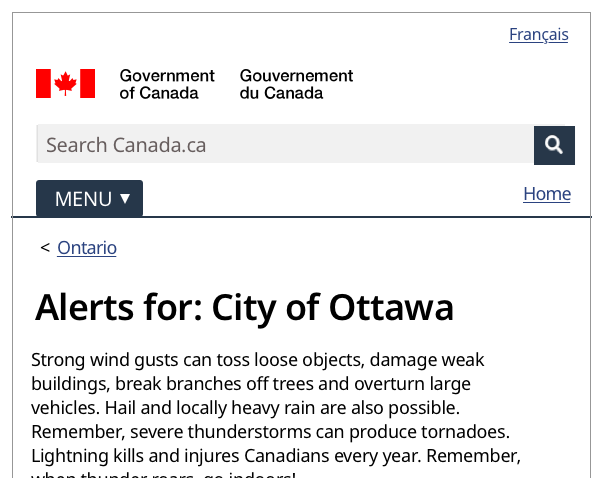 Français
Government
of Canada
Gouvernement
du Canada
Search Canada.ca
MENU ▼
Home
< Ontario
Alerts for: City of Ottawa
Strong wind gusts can toss loose objects, damage weak
buildings, break branches off trees and overturn large
vehicles. Hail and locally heavy rain are also possible.
Remember, severe thunderstorms can produce tornadoes.
Lightning kills and injures Canadians every year. Remember,
when thunder roars, go indoors!